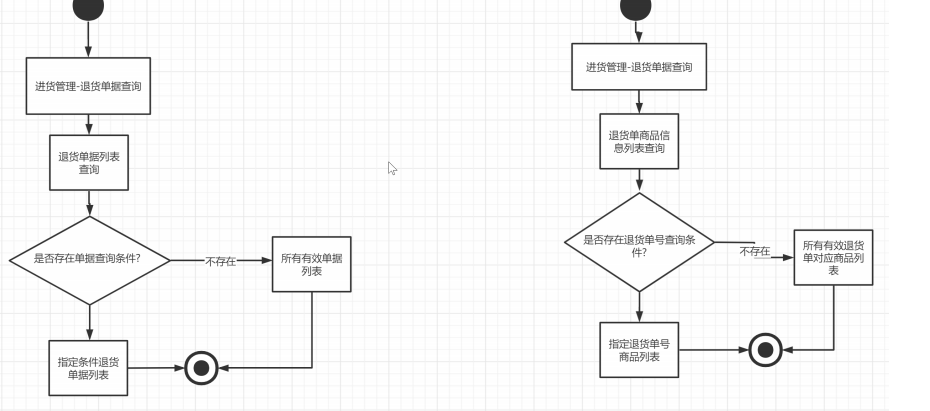 进货管理-退货单据查询
退货单据列表
查询
是否存在单据查询条件?
不存在
所有有效单据
列表
指定条件退货
单据列表
进货管理-退货单据查询
退货单商品信
息列表查询
是否存在退货单号查询条
件?
不存在
所有有效退货
单对应商品列
表
指定退货单号
商品列表